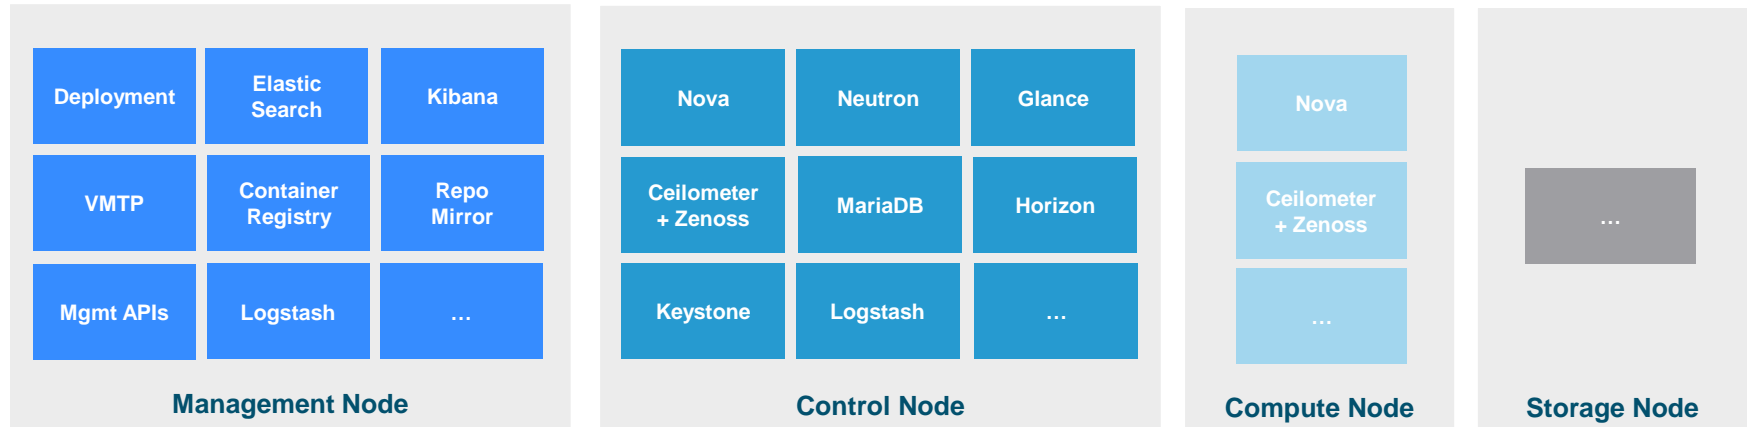 Deployment
Elastic
Search
Kibana
VMTP
Container
Registry
Repo
Mirror
Mgmt APIs
Logstash
…
Management Node
Nova
Neutron
Glance
Ceilometer
+ Zenoss
MariaDB
Horizon
Keystone
Logstash
…
Control Node
Nova
Ceilometer
+ Zenoss
…
Compute Node
…
Storage Node